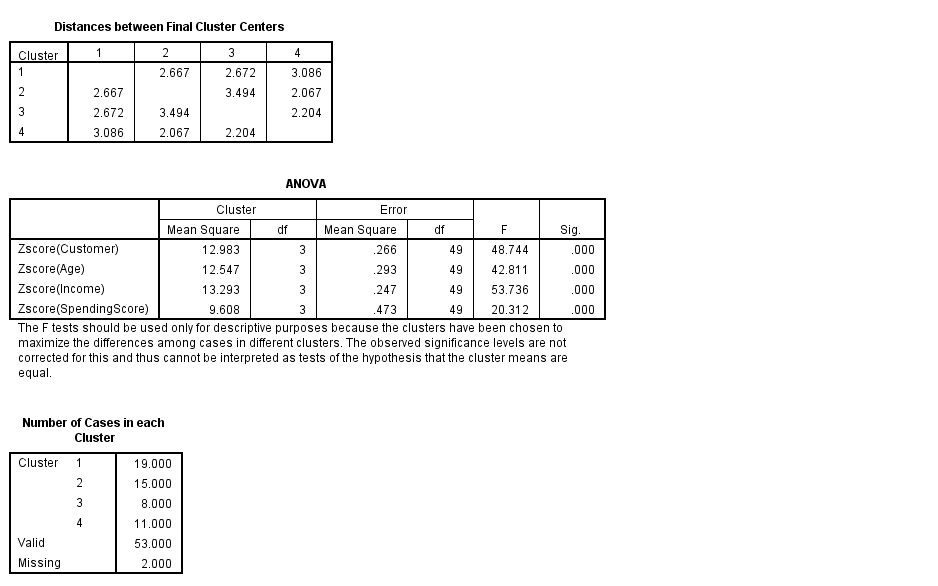 Distances between Final Cluster Centers
Cluster 1 2 3 4
1 2.667 2.672 3.086
2 2.667 3.494 2.067
3 2.672 3.494 2.204
4 3.086 2.067 2.204
ANOVA
Cluster Error
Mean Square df Mean Square df F Sig.
Zscore(Customer) 12.983 3 .266 49 48.744 .000
Zscore(Age) 12.547 3 .293 49 42.811 .000
Zscore(Income) 13.293 3 .247 49 53.736 .000
Zscore(SpendingScore) 9.608 3 .473 49 20.312 .000
The F tests should be used only for descriptive purposes because the clusters have been chosen to
maximize the differences among cases in different clusters. The observed significance levels are not
corrected for this and thus cannot be interpreted as tests of the hypothesis that the cluster means are
equal.
Number of Cases in each
Cluster
Cluster 1 19.000
2 15.000
3 8.000
4 11.000
Valid 53.000
Missing 2.000